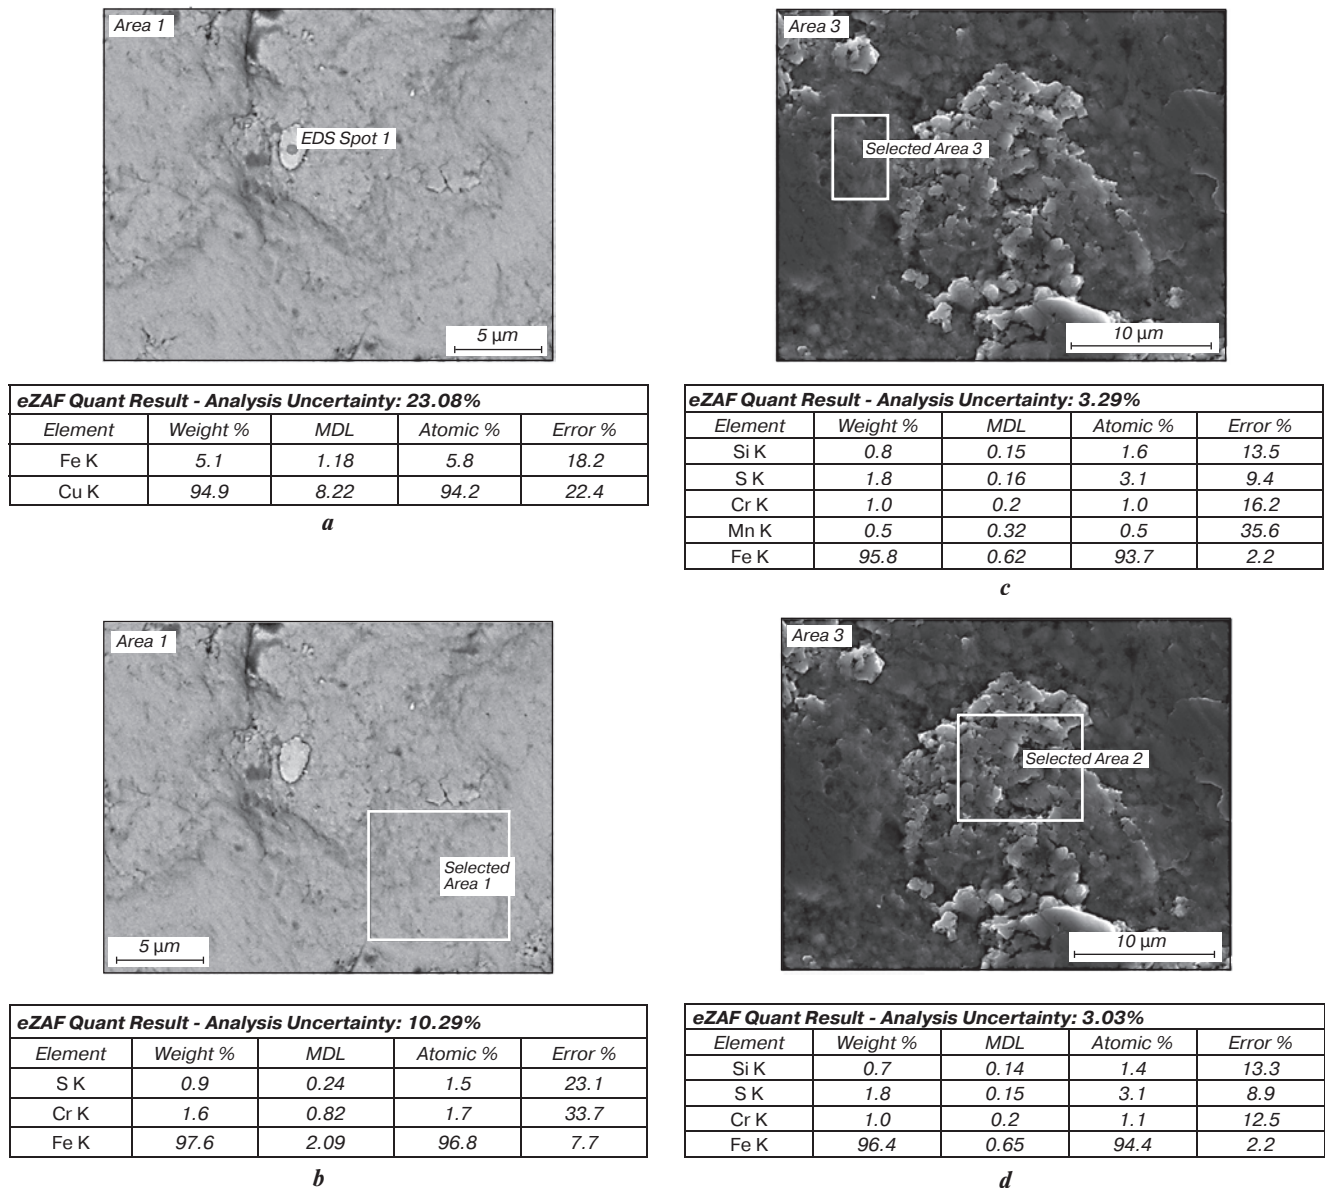 Area 1
EDS Spot 1
5 µm
eZAF Quant Result - Analysis Uncertainty: 23.08%
Element Weight % MDL Atomic % Error %
Fe K 5.1 1.18 5.8 18.2
Cu K 94.9 8.22 94.2 22.4
a
Area 3
Selected Area 3
10 µm
eZAF Quant Result - Analysis Uncertainty: 3.29%
Element Weight % MDL Atomic % Error %
Si K 0.8 0.15 1.6 13.5
S K 1.8 0.16 3.1 9.4
Cr K 1.0 0.2 1.0 16.2
Mn K 0.5 0.32 0.5 35.6
Fe K 95.8 0.62 93.7 2.2
c
Area 1
Selected
Area 1
5 µm
eZAF Quant Result - Analysis Uncertainty: 10.29%
Element Weight % MDL Atomic % Error %
S K 0.9 0.24 1.5 23.1
Cr K 1.6 0.82 1.7 33.7
Fe K 97.6 2.09 96.8 7.7
b
Area 3
Selected Area 2
10 µm
eZAF Quant Result - Analysis Uncertainty: 3.03%
Element Weight % MDL Atomic % Error %
Si K 0.7 0.14 1.4 13.3
S K 1.8 0.15 3.1 8.9
Cr K 1.0 0.2 1.1 12.5
Fe K 96.4 0.65 94.4 2.2
d